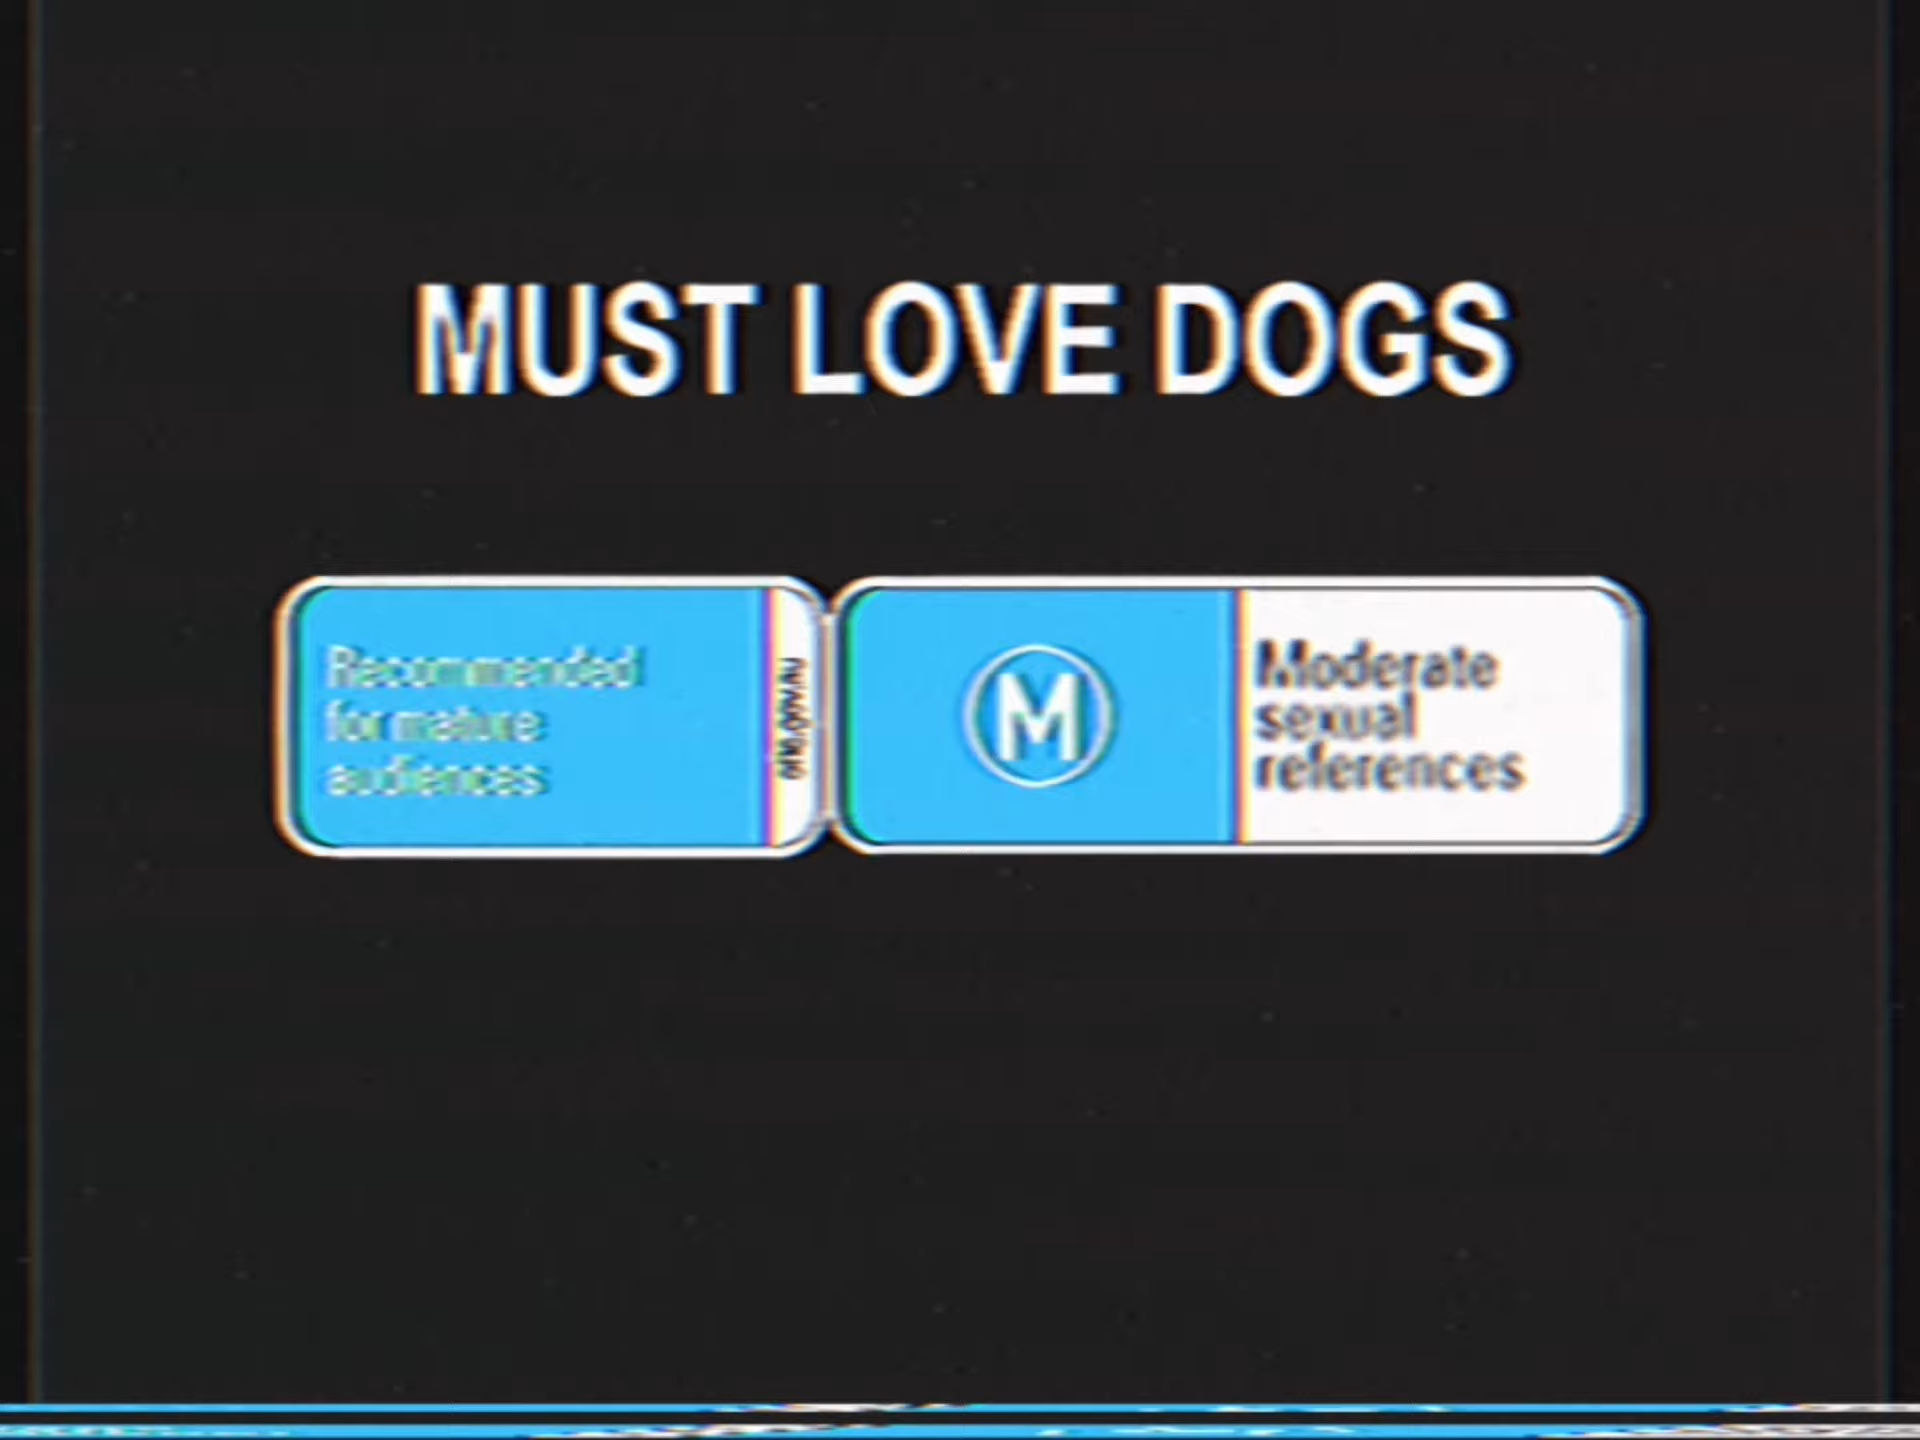 MUST LOVE DOGS
Recommended
for mature
audiences
M
Moderate
sexual
references